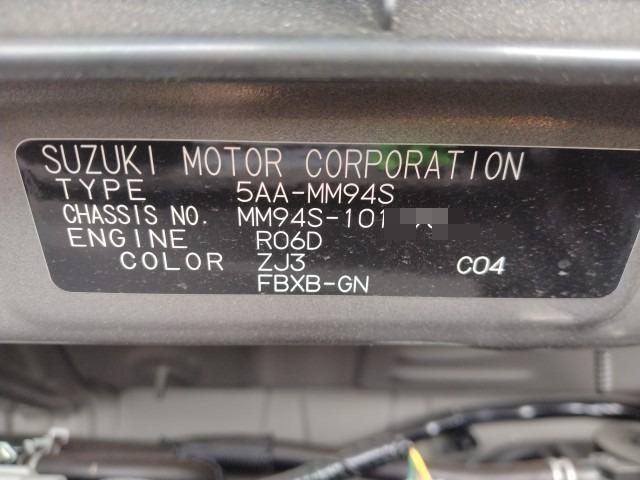 SUZUKI MOTOR CORPORATION
TYPE 5AA-MM94S
CHASSIS NO. MM94S-101
ENGINE R06D
COLOR ZJ3 C04
FBXB-GN